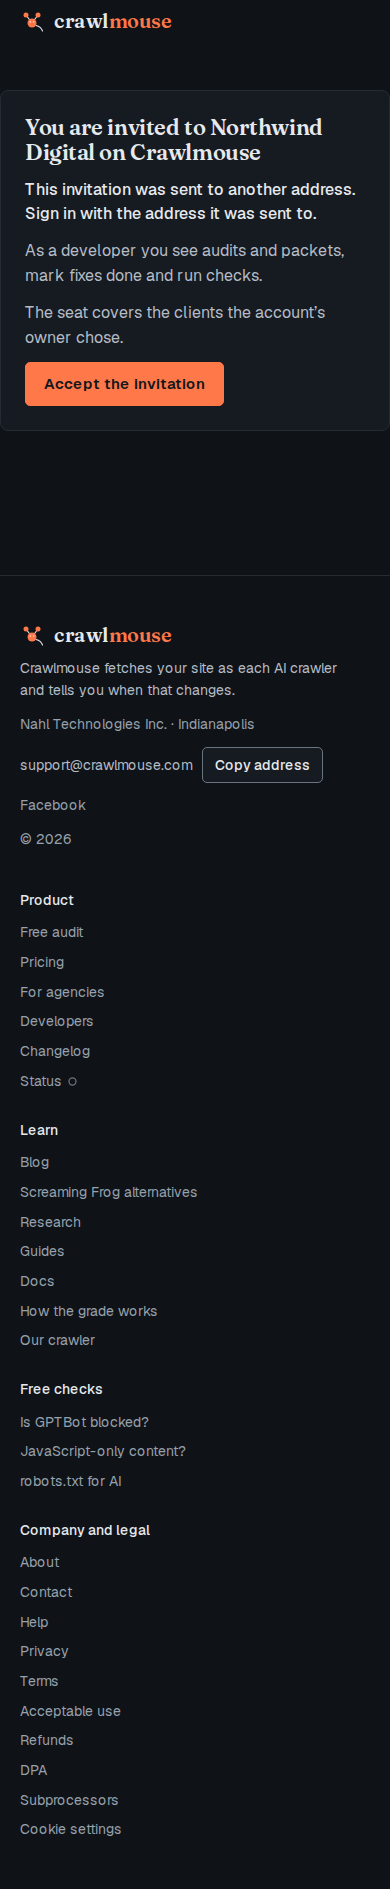 crawlmouse
You are invited to Northwind
Digital on Crawlmouse
This invitation was sent to another address.
Sign in with the address it was sent to.
As a developer you see audits and packets,
mark fixes done and run checks.
The seat covers the clients the account's
owner chose.
Accept the invitation
crawlmouse
Crawlmouse fetches your site as each AI crawler
and tells you when that changes.
Nahl Technologies Inc. · Indianapolis
support@crawlmouse.com Copy address
Facebook
© 2026
Product
Free audit
Pricing
For agencies
Developers
Changelog
Status
Learn
Blog
Screaming Frog alternatives
Research
Guides
Docs
How the grade works
Our crawler
Free checks
Is GPTBot blocked?
JavaScript-only content?
robots.txt for AI
Company and legal
About
Contact
Help
Privacy
Terms
Acceptable use
Refunds
DPA
Subprocessors
Cookie settings